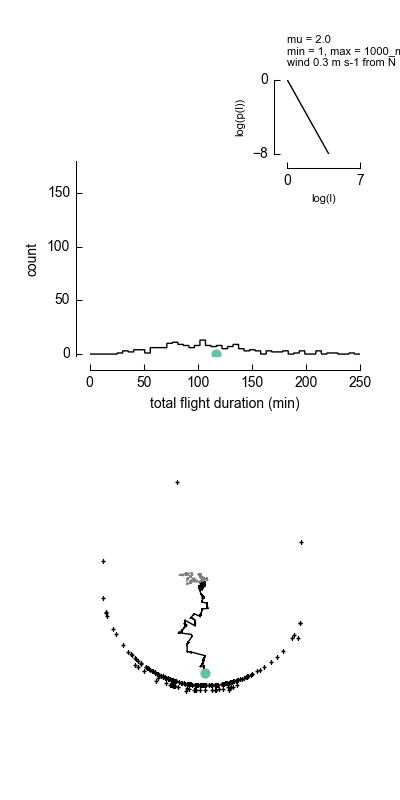 mu = 2.0
min = 1, max = 1000_m
wind 0.3 m s-1 from N
0
log(p(l))
−8
0 7
log(l)
150
100
count
50
0
0 50 100 150 200 250
total flight duration (min)